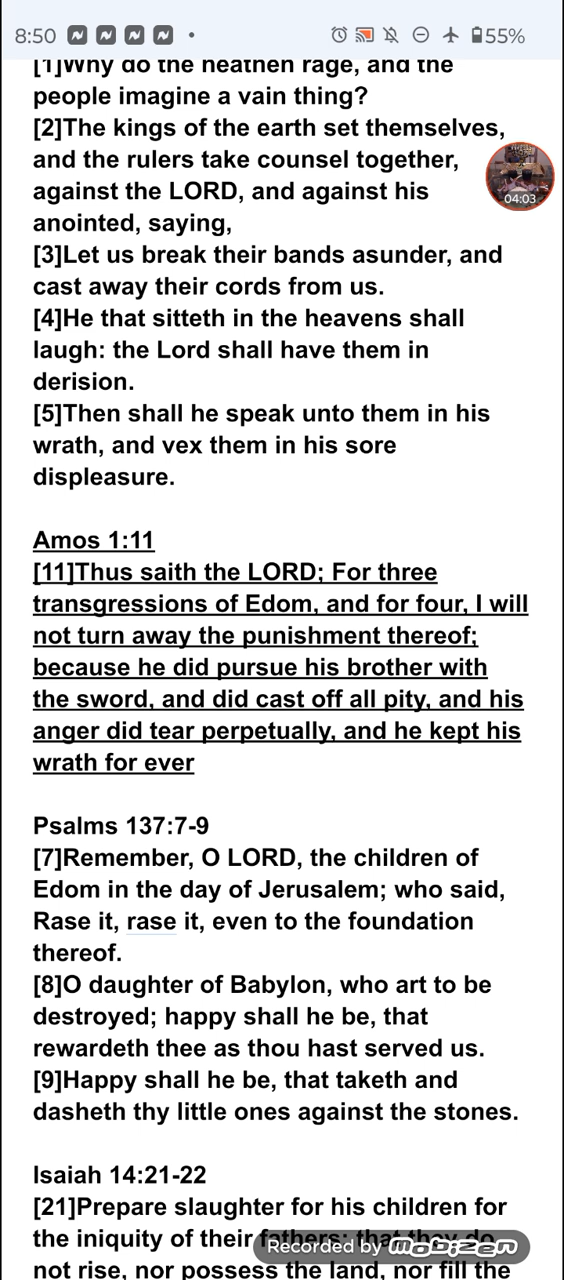 8:50
55%
[1]Why do the heathen rage, and the
people imagine a vain thing?
[2]The kings of the earth set themselves,
and the rulers take counsel together,
against the LORD, and against his
anointed, saying,
04:03
[3]Let us break their bands asunder, and
cast away their cords from us.
[4]He that sitteth in the heavens shall
laugh: the Lord shall have them in
derision.
[5]Then shall he speak unto them in his
wrath, and vex them in his sore
displeasure.
Amos 1:11
[11]Thus saith the LORD; For three
transgressions of Edom, and for four, I will
not turn away the punishment thereof;
because he did pursue his brother with
the sword, and did cast off all pity, and his
anger did tear perpetually, and he kept his
wrath for ever
Psalms 137:7-9
[7]Remember, O LORD, the children of
Edom in the day of Jerusalem; who said,
Rase it, rase it, even to the foundation
thereof.
[8]O daughter of Babylon, who art to be
destroyed; happy shall he be, that
rewardeth thee as thou hast served us.
[9]Happy shall he be, that taketh and
dasheth thy little ones against the stones.
Isaiah 14:21-22
[21]Prepare slaughter for his children for
the iniquity of their fathers; that they do
Recorded by mobizen
not rise, nor possess the land, nor fill the